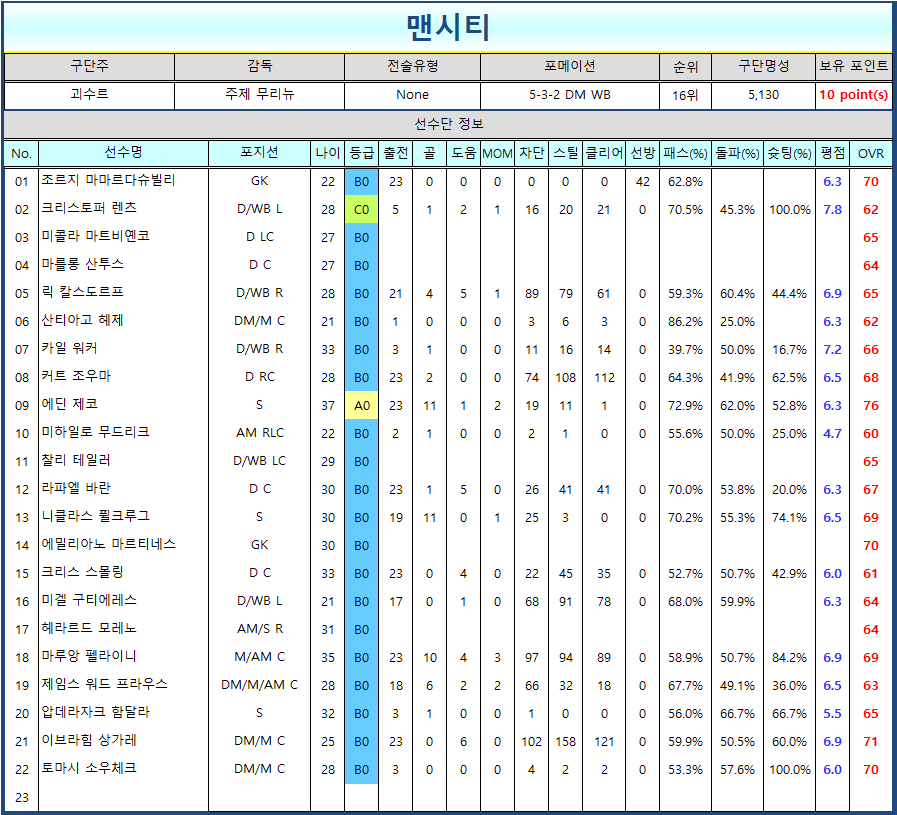 맨시티
구단주 감독 전술유형 포메이션 순위 구단명성 보유 포인트
괴수르 주제 무리뉴 None 5-3-2 DM WB 16위 5,130 10 point(s)
선수단 정보
No. 선수명 포지션 나이 등급 출전 골 도움 MOM 차단 스틸 클리어 선방 패스(%) 돌파(%) 슛팅(%) 평점 OVR
01 조르지 마마르다슈빌리 GK 22 B0 23 0 0 0 0 0 0 42 62.8% 6.3 70
02 크리스토퍼 렌츠 D/WB L 28 C0 5 1 2 1 16 20 21 0 70.5% 45.3% 100.0% 7.8 62
03 미콜라 마트비옌코 D LC 27 B0 65
04 마를롱 산투스 D C 27 B0 64
05 릭 칼스도르프 D/WB R 28 B0 21 4 5 1 89 79 61 0 59.3% 60.4% 44.4% 6.9 65
06 산티아고 헤제 DM/M C 21 B0 1 0 0 0 3 6 3 0 86.2% 25.0% 6.3 62
07 카일 워커 D/WB R 33 B0 3 1 0 0 11 16 14 0 39.7% 50.0% 16.7% 7.2 66
08 커트 조우마 D RC 28 B0 23 2 0 0 74 108 112 0 64.3% 41.9% 62.5% 6.5 68
09 에딘 제코 S 37 A0 23 11 1 2 19 11 1 0 72.9% 62.0% 52.8% 6.3 76
10 미하일로 무드리크 AM RLC 22 B0 2 1 0 0 2 1 0 0 55.6% 50.0% 25.0% 4.7 60
11 찰리 테일러 D/WB LC 29 B0 65
12 라파엘 바란 D C 30 B0 23 1 5 0 26 41 41 0 70.0% 53.8% 20.0% 6.3 67
13 니클라스 퓔크루그 S 30 B0 19 11 0 1 25 3 0 0 70.2% 55.3% 74.1% 6.5 69
14 에밀리아노 마르티네스 GK 30 B0 70
15 크리스 스몰링 D C 33 B0 23 0 4 0 22 45 35 0 52.7% 50.7% 42.9% 6.0 61
16 미겔 구티에레스 D/WB L 21 B0 17 0 1 0 68 91 78 0 68.0% 59.9% 6.3 64
17 헤라르드 모레노 AM/S R 31 B0 64
18 마루앙 펠라이니 M/AM C 35 B0 23 10 4 3 97 94 89 0 58.9% 50.7% 84.2% 6.9 69
19 제임스 워드 프라우스 DM/M/AM C 28 B0 18 6 2 2 66 32 18 0 67.7% 49.1% 36.0% 6.5 63
20 압데라자크 함달라 S 32 B0 3 1 0 0 1 0 0 0 56.0% 66.7% 66.7% 5.5 65
21 이브라힘 상가레 DM/M C 25 B0 23 0 6 0 102 158 121 0 59.9% 50.5% 60.0% 6.9 71
22 토마시 소우체크 DM/M C 28 B0 3 0 0 0 4 2 2 0 53.3% 57.6% 100.0% 6.0 70
23